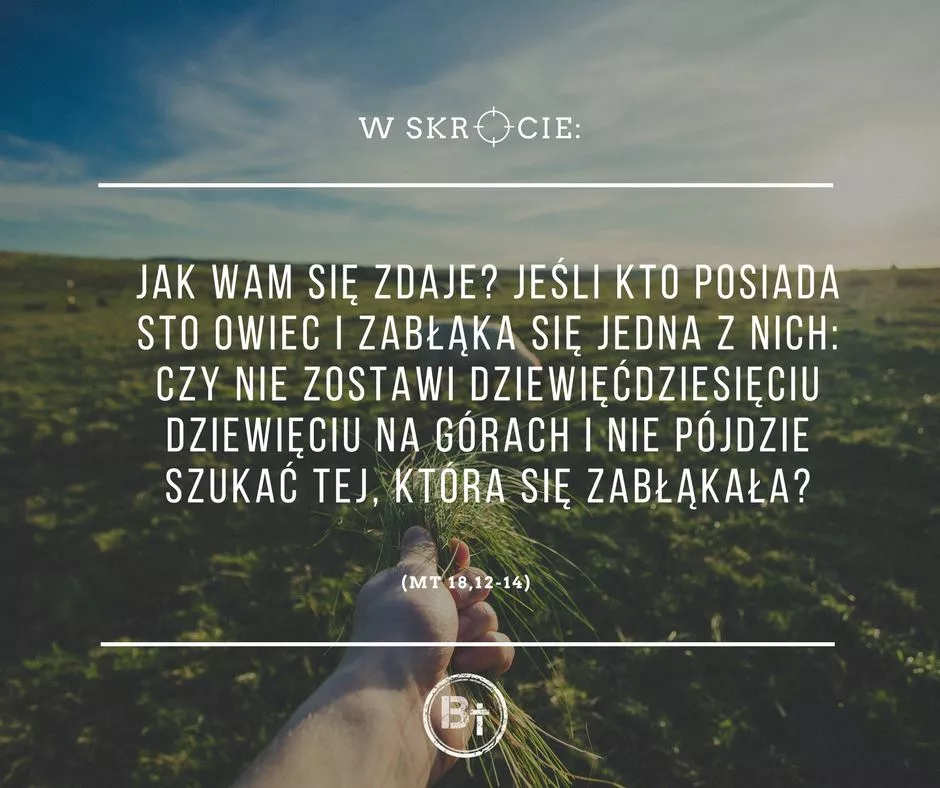 W SKRÓCIE:
JAK WAM SIĘ ZDAJE? JEŚLI KTO POSIADA
STO OWIEC I ZABŁĄKA SIĘ JEDNA Z NICH:
CZY NIE ZOSTAWI DZIEWIĘĆDZIESIĘCIU
DZIEWIĘCIU NA GÓRACH I NIE PÓJDZIE
SZUKAĆ TEJ, KTÓRA SIĘ ZABŁĄKAŁA?
(MT 18,12-14)
B†